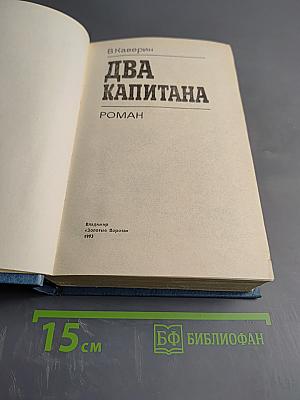 В. Каверин
ДВА
КАПИТАНА
РОМАН
Владимир
«Золотые Ворота»
1993
15 см
БФ БИБЛИОФАН